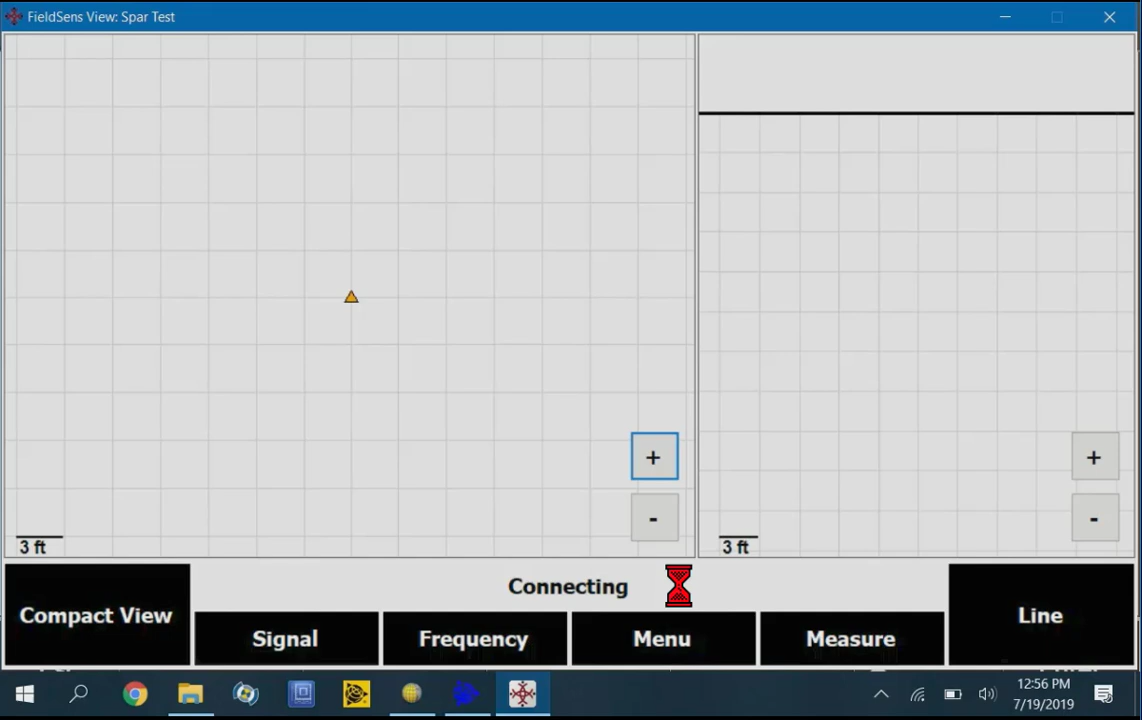 FieldSens View: Spar Test
+
-
3 ft
+
-
3 ft
Compact View
Connecting
Signal
Frequency
Menu
Measure
Line
12:56 PM
7/19/2019